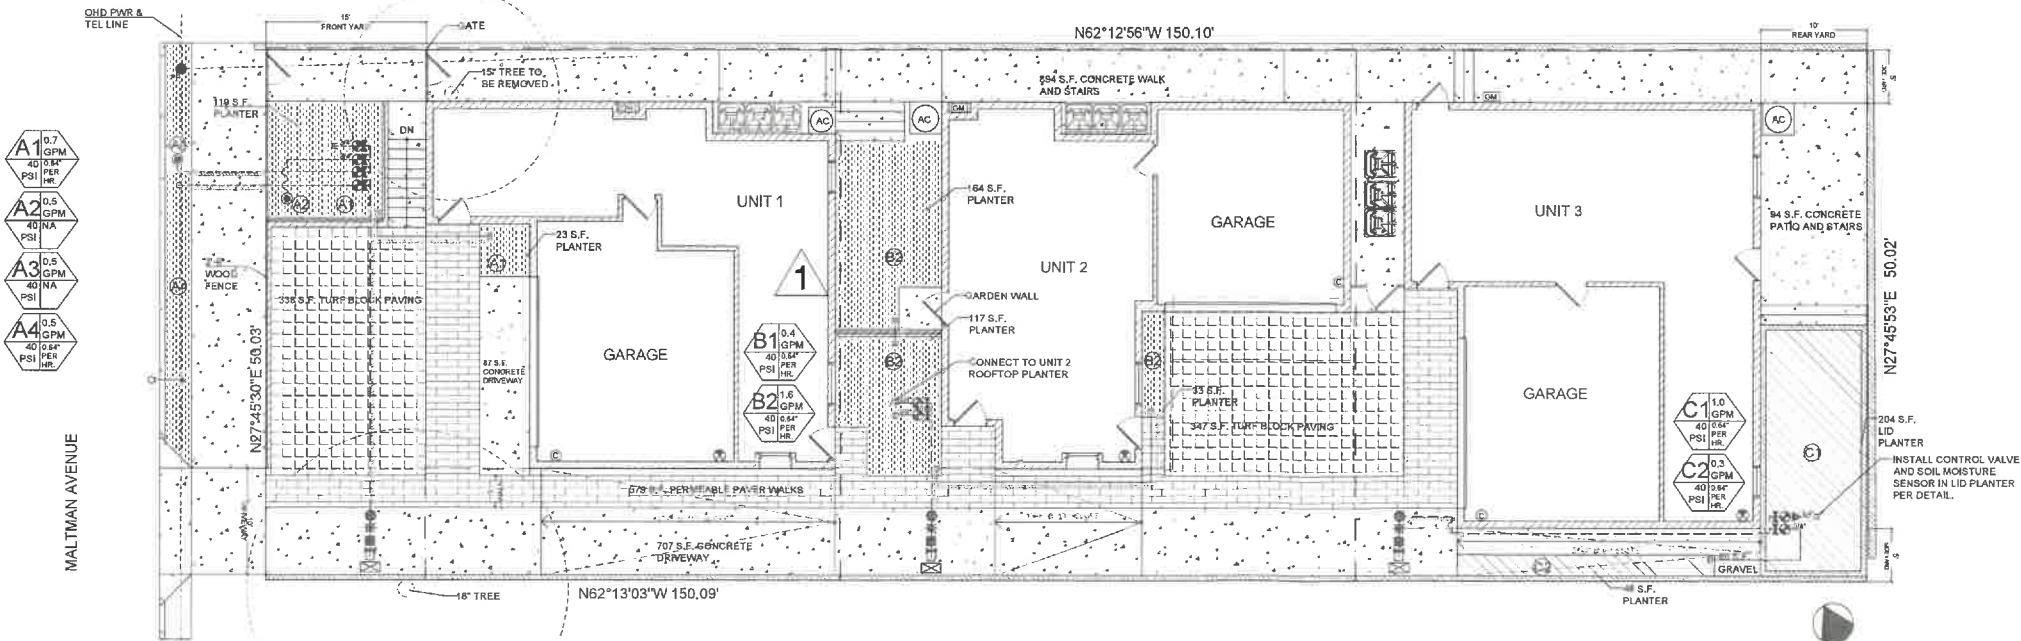 OHD PWR &
TEL LINE
15'
FRONT YAR
ATE
N62°12'56"W 150.10'
10'
REAR YARD
15" TREE TO
BE REMOVED
594 S.F. CONCRETE WALK
AND STAIRS
119 S.F.
PLANTER
DN
GM
GM
AC
AC
AC
A1 0.7
GPM
40 0.64"
PSI PER
HR.
A2 0.5
GPM
40 NA
PSI
A3 0.5
GPM
40 NA
PSI
A4 0.5
GPM
40 0.64"
PSI PER
HR.
A2
A1
UNIT 1
164 S.F.
PLANTER
GARAGE
UNIT 3
94 S.F. CONCRETE
PATIO AND STAIRS
23 S.F.
PLANTER
B2
UNIT 2
1
WOOD
FENCE
338 S.F. TURF BLOCK PAVING
GARDEN WALL
117 S.F.
PLANTER
N27°45'30"E 50.03'
N27°45'53"E 50.02'
87 S.F.
CONCRETE
DRIVEWAY
GARAGE
B1 0.4
GPM
40 0.64"
PSI PER
HR.
B2 1.6
GPM
40 0.64"
PSI PER
HR.
B2
B2
CONNECT TO UNIT 2
ROOFTOP PLANTER
33 S.F.
PLANTER
347 S.F. TURF BLOCK PAVING
GARAGE
C1 1.0
GPM
40 0.64"
PSI PER
HR.
C2 0.3
GPM
40 0.64"
PSI PER
HR.
C1
204 S.F.
LID
PLANTER
INSTALL CONTROL VALVE
AND SOIL MOISTURE
SENSOR IN LID PLANTER
PER DETAIL.
MALTMAN AVENUE
C
C
C
PERMEABLE PAVER WALKS
707 S.F. CONCRETE
DRIVEWAY
GRAVEL
18" TREE
N62°13'03"W 150.09'
S.F.
PLANTER